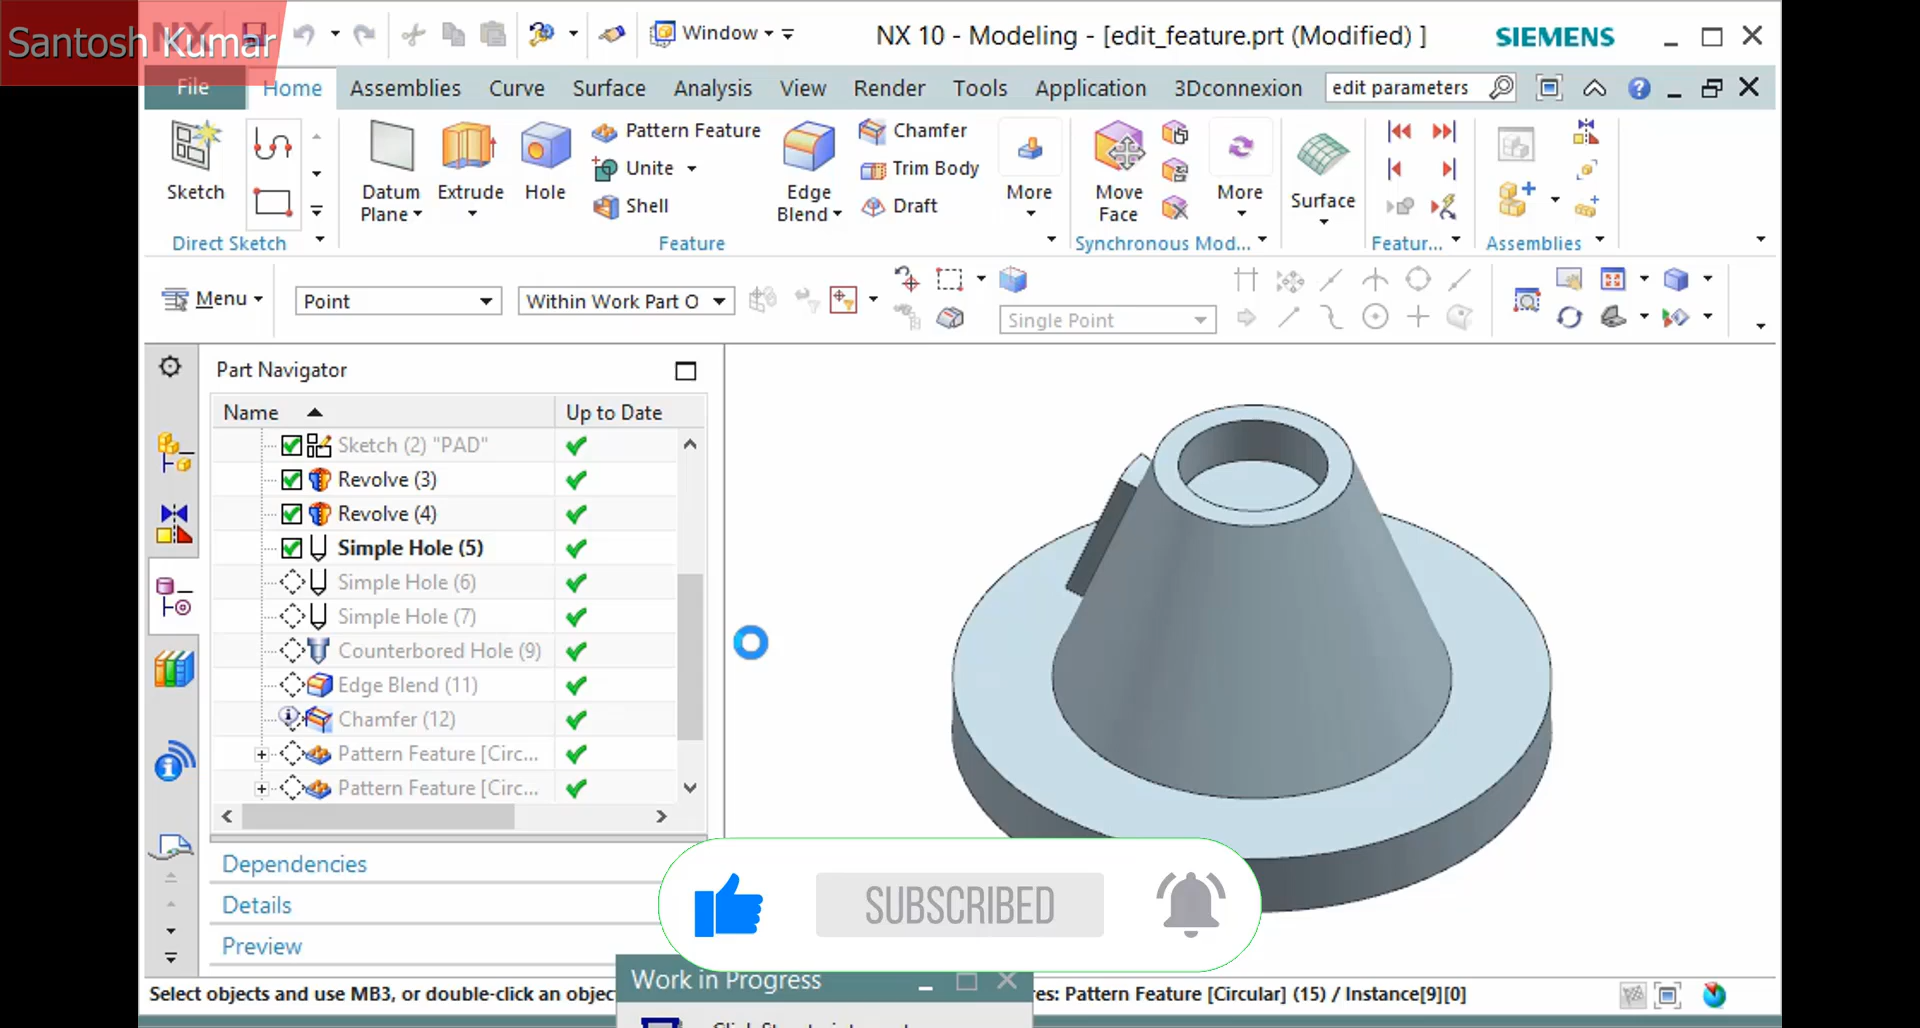 Santosh Kumar
NX
Window
NX 10 - Modeling - [edit_feature.prt (Modified) ]
SIEMENS
File
Home
Assemblies
Curve
Surface
Analysis
View
Render
Tools
Application
3Dconnexion
edit parameters
Sketch
Datum
Plane
Extrude
Hole
Pattern Feature
Unite
Shell
Edge
Blend
Chamfer
Trim Body
Draft
More
Move
Face
More
Surface
Direct Sketch
Feature
Synchronous Mod...
Featur...
Assemblies
Menu
Point
Within Work Part O
Single Point
Part Navigator
Name
Up to Date
Sketch (2) "PAD"
Revolve (3)
Revolve (4)
Simple Hole (5)
Simple Hole (6)
Simple Hole (7)
Counterbored Hole (9)
Edge Blend (11)
Chamfer (12)
Pattern Feature [Circ...
Pattern Feature [Circ...
Dependencies
Details
Preview
SUBSCRIBED
Work in Progress
Select objects and use MB3, or double-click an objec
res: Pattern Feature [Circular] (15) / Instance[9][0]